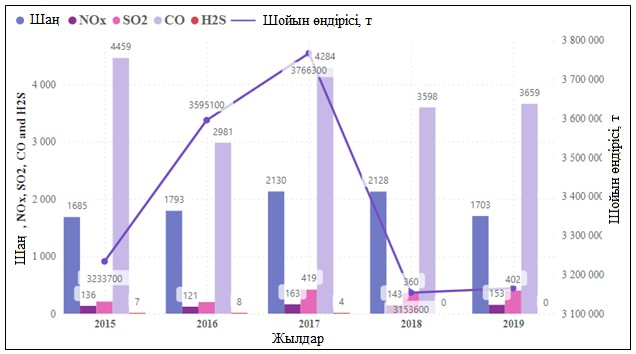 Шаң NOx SO2 CO H2S Шойын өндірісі, т
Шаң , NOx, SO2, CO and H2S
4 000
3 000
2 000
1 000
0
3 800 000
3 700 000
3 600 000
3 500 000
3 400 000
3 300 000
3 200 000
3 100 000
Шойын өндірісі, т
1685
136
4459
7
3233700
1793
121
2981
8
3595100
2130
163
419
4284
4
3766300
2128
143
360
3598
0
3153600
1703
153
402
3659
0
2015 2016 2017 2018 2019
Жылдар